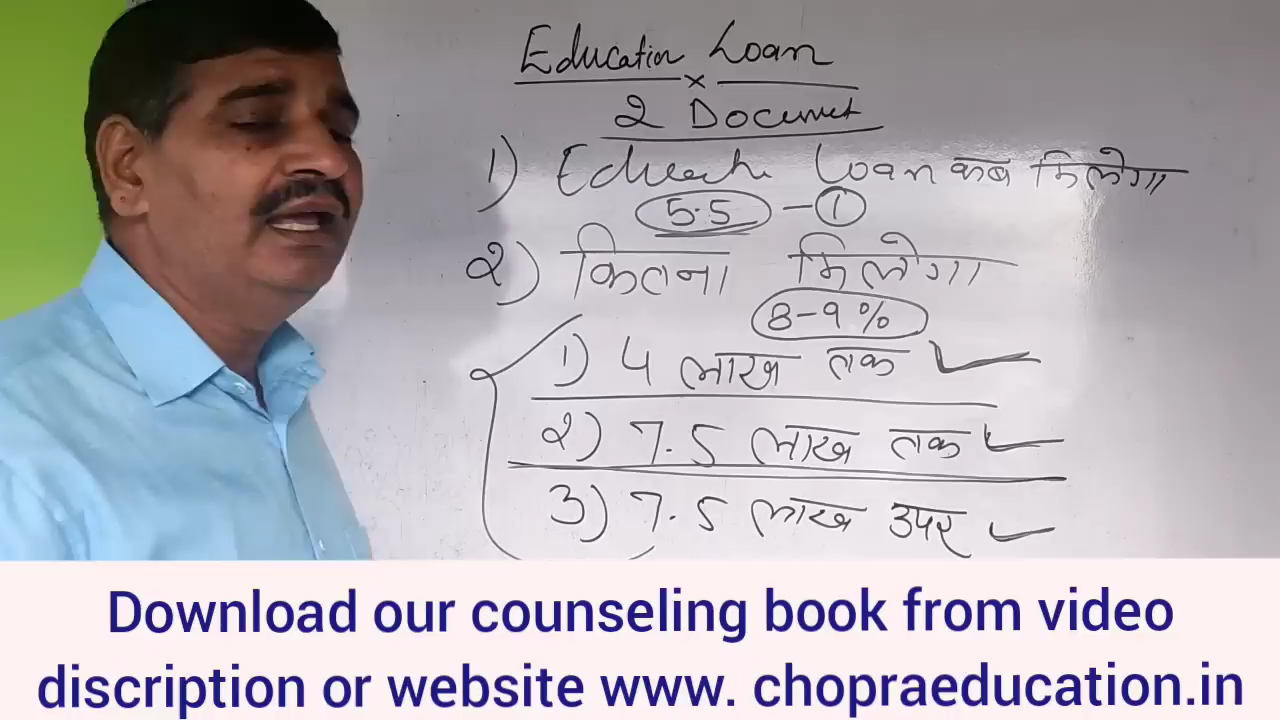 Education Loan
x
2 Document
1) Educati Loan कब मिलेगा
5.5 - 1
2) कितना मिलेगा
8-9%
1) 4 लाख तक
2) 7.5 लाख तक
3) 7.5 लाख उपर
Download our counseling book from video
discription or website www. chopraeducation.in